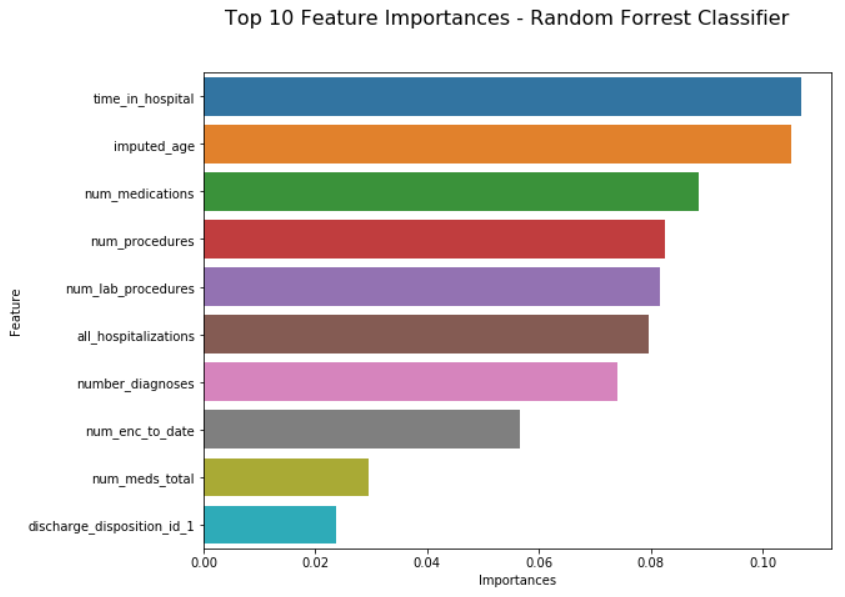 Top 10 Feature Importances - Random Forrest Classifier
time_in_hospital
imputed_age
num_medications
num_procedures
num_lab_procedures
all_hospitalizations
number_diagnoses
num_enc_to_date
num_meds_total
discharge_disposition_id_1
Feature
0.00 0.02 0.04 0.06 0.08 0.10
Importances